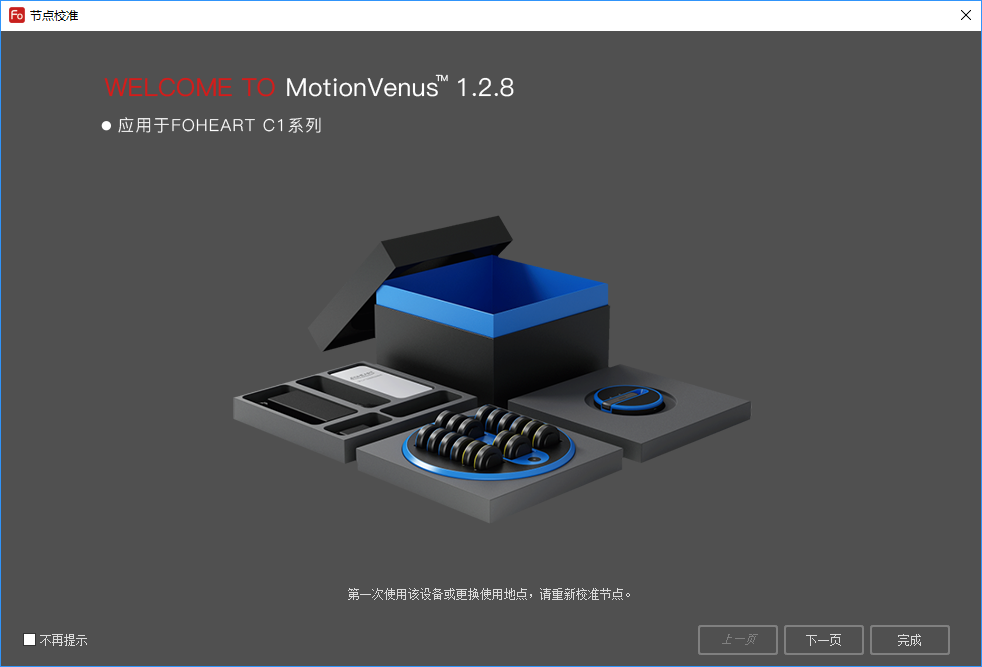 Fo 节点校准
WELCOME TO MotionVenus™ 1.2.8
● 应用于FOHEART C1系列
第一次使用该设备或更换使用地点，请重新校准节点。
不再提示
上一页
下一页
完成